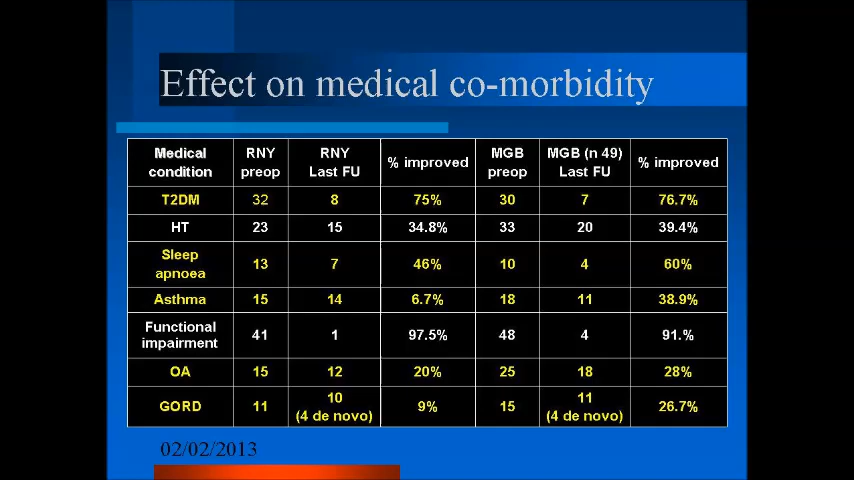 Effect on medical co-morbidity
Medical condition | RNY preop | RNY Last FU | % improved | MGB preop | MGB (n 49) Last FU | % improved
T2DM | 32 | 8 | 75% | 30 | 7 | 76.7%
HT | 23 | 15 | 34.8% | 33 | 20 | 39.4%
Sleep apnoea | 13 | 7 | 46% | 10 | 4 | 60%
Asthma | 15 | 14 | 6.7% | 18 | 11 | 38.9%
Functional impairment | 41 | 1 | 97.5% | 48 | 4 | 91.%
OA | 15 | 12 | 20% | 25 | 18 | 28%
GORD | 11 | 10 (4 de novo) | 9% | 15 | 11 (4 de novo) | 26.7%
02/02/2013